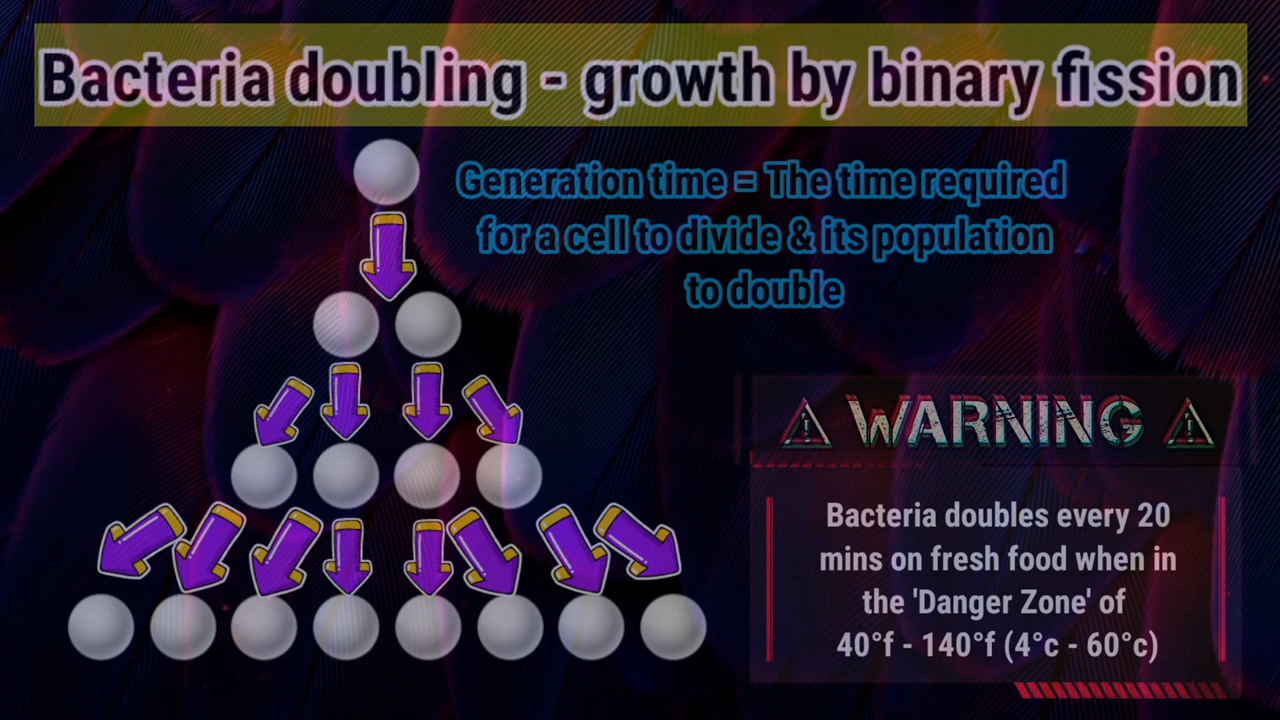 Bacteria doubling - growth by binary fission
Generation time = The time required
for a cell to divide & its population
to double
WARNING
Bacteria doubles every 20
mins on fresh food when in
the 'Danger Zone' of
40°f - 140°f (4°c - 60°c)